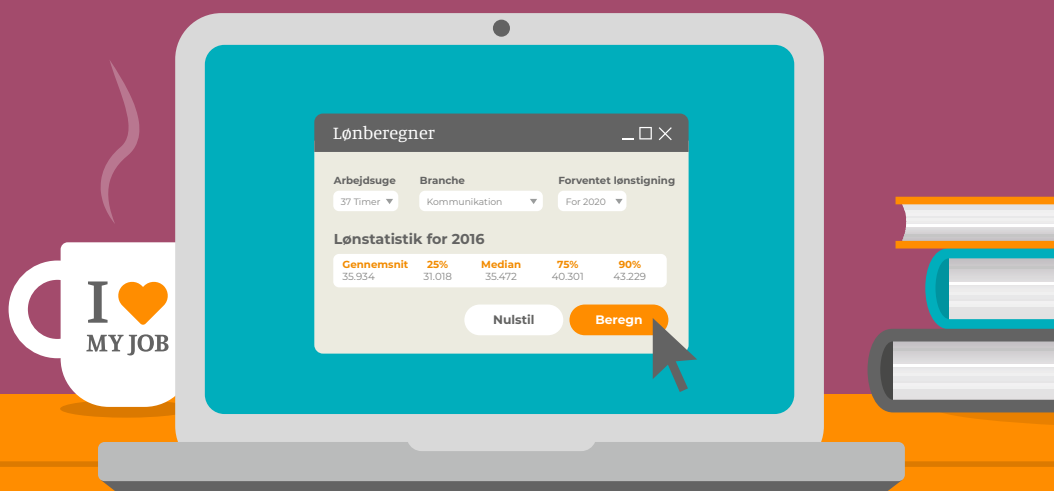 Lønberegner
Arbejdsuge Branche Forventet lønstigning
37 Timer Kommunikation For 2020
Lønstatistik for 2016
Gennemsnit 25% Median 75% 90%
35.934 31.018 35.472 40.301 43.229
Nulstil Beregn
I
MY JOB